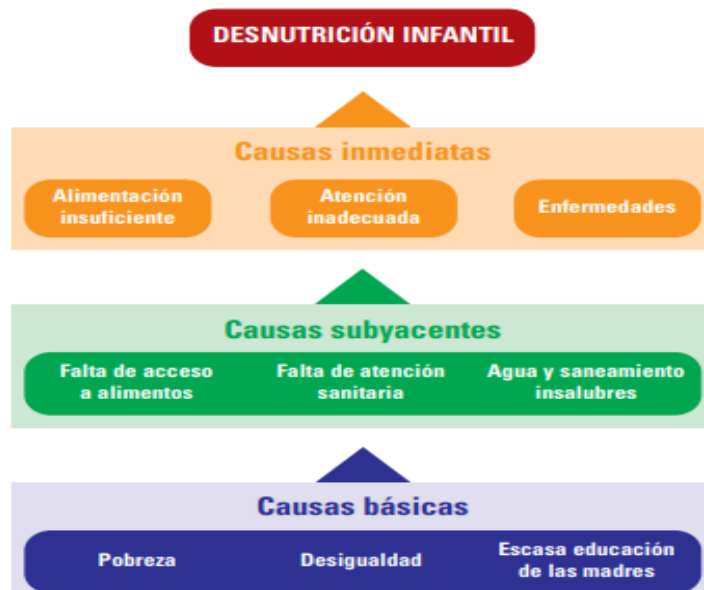 DESNUTRICIÓN INFANTIL
Causas inmediatas
Alimentación
insuficiente
Atención
inadecuada
Enfermedades
Causas subyacentes
Falta de acceso
a alimentos
Falta de atención
sanitaria
Agua y saneamiento
insalubres
Causas básicas
Pobreza
Desigualdad
Escasa educación
de las madres